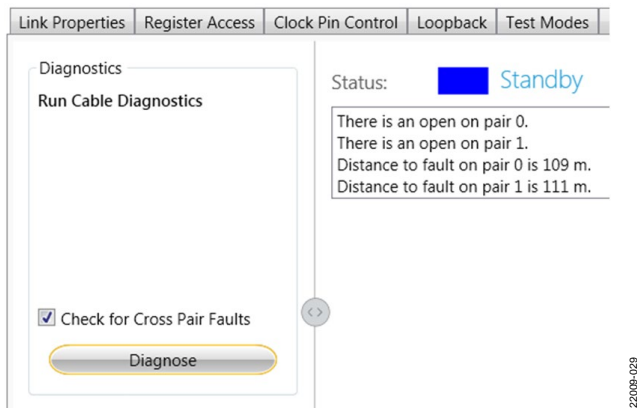 Link Properties Register Access Clock Pin Control Loopback Test Modes
Diagnostics
Run Cable Diagnostics
Check for Cross Pair Faults
Diagnose
Status: Standby
There is an open on pair 0.
There is an open on pair 1.
Distance to fault on pair 0 is 109 m.
Distance to fault on pair 1 is 111 m.
22009-029